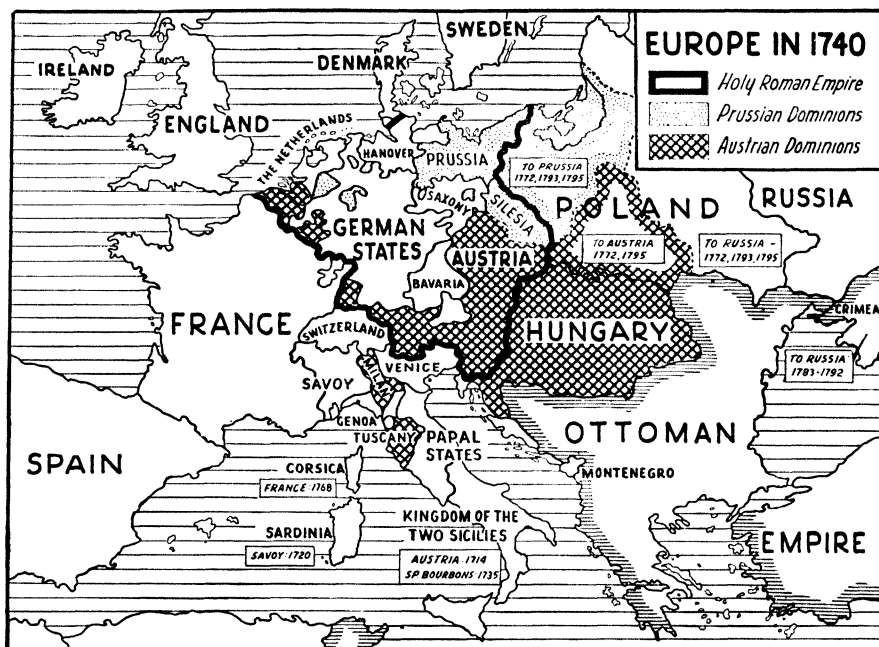 EUROPE IN 1740
Holy Roman Empire
Prussian Dominions
Austrian Dominions
SWEDEN
IRELAND
DENMARK
ENGLAND
THE NETHERLANDS
HANOVER
PRUSSIA
TO PRUSSIA
1772, 1793, 1795
SAXONY
SILESIA
POLAND
RUSSIA
GERMAN
STATES
AUSTRIA
TO AUSTRIA
1772, 1795
TO RUSSIA -
1772, 1793, 1795
BAVARIA
FRANCE
SWITZERLAND
HUNGARY
CRIMEA
TO RUSSIA
1783-1792
SAVOY
MILAN
VENICE
GENOA
TUSCANY
PAPAL
STATES
OTTOMAN
SPAIN
CORSICA
FRANCE-1768
MONTENEGRO
SARDINIA
SAVOY-1720
KINGDOM OF THE
TWO SICILIES
AUSTRIA-1714
SP BOURBONS 1735
EMPIRE